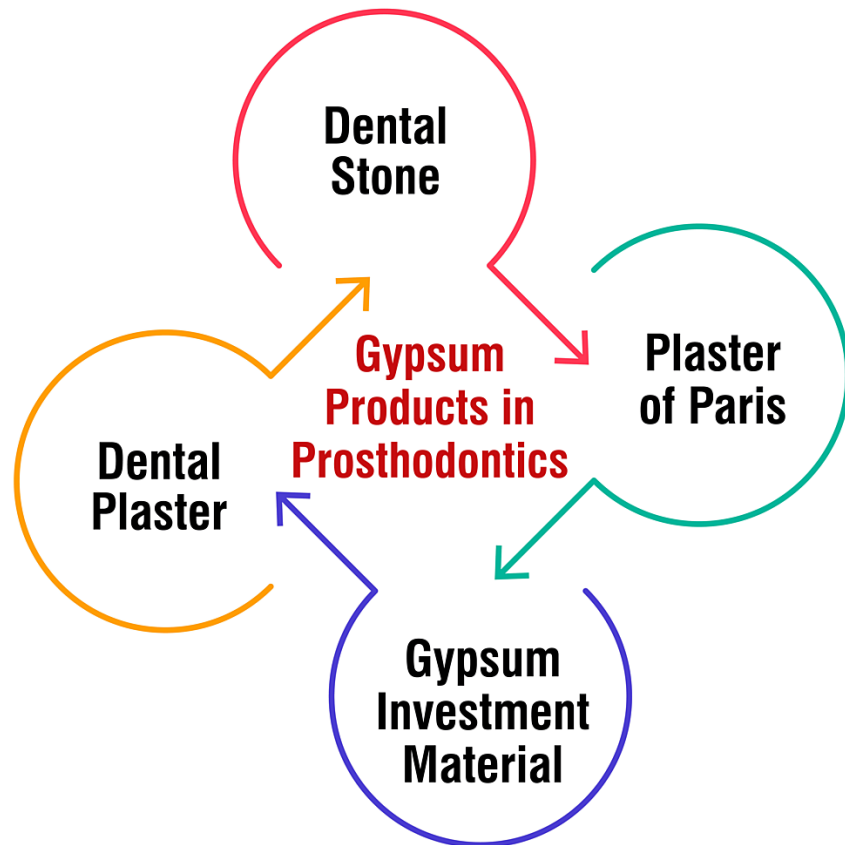 Dental
Stone
Gypsum
Products in
Prosthodontics
Plaster
of Paris
Dental
Plaster
Gypsum
Investment
Material